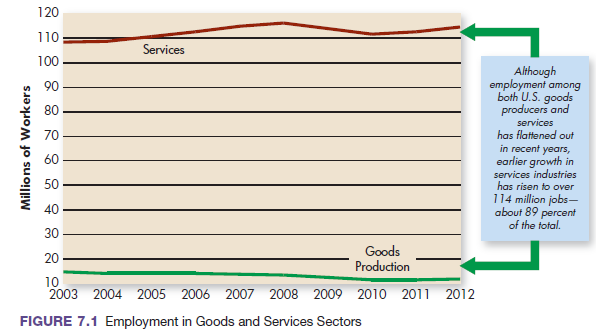 120
110
100
90
80
70
60
50
40
30
20
10
Millions of Workers
Services
Goods
Production
2003 2004 2005 2006 2007 2008 2009 2010 2011 2012
Although
employment among
both U.S. goods
producers and
services
has flattened out
in recent years,
earlier growth in
services industries
has risen to over
114 million jobs—
about 89 percent
of the total.
FIGURE 7.1 Employment in Goods and Services Sectors